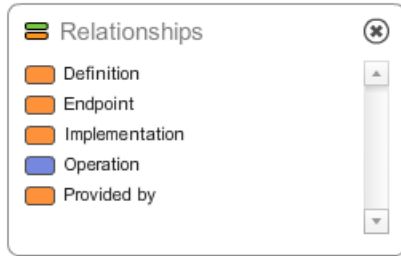 Relationships
Definition
Endpoint
Implementation
Operation
Provided by